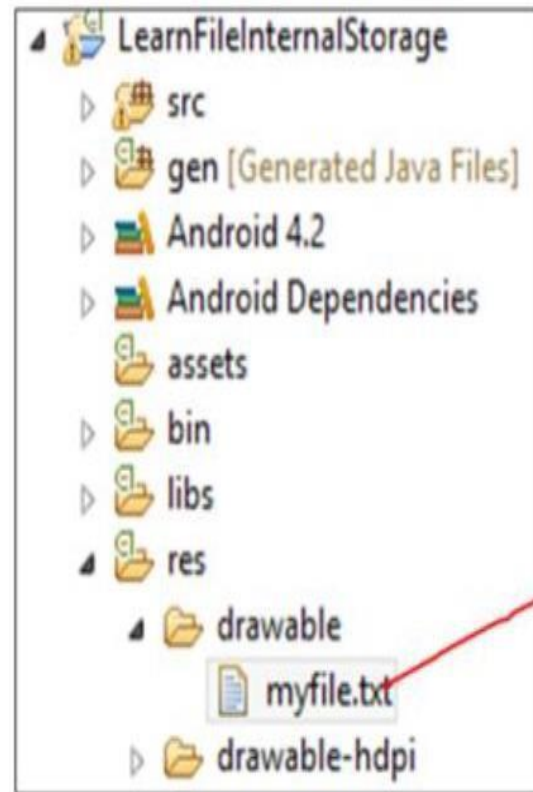 LearnFileInternalStorage
src
gen [Generated Java Files]
Android 4.2
Android Dependencies
assets
bin
libs
res
drawable
myfile.txt
drawable-hdpi